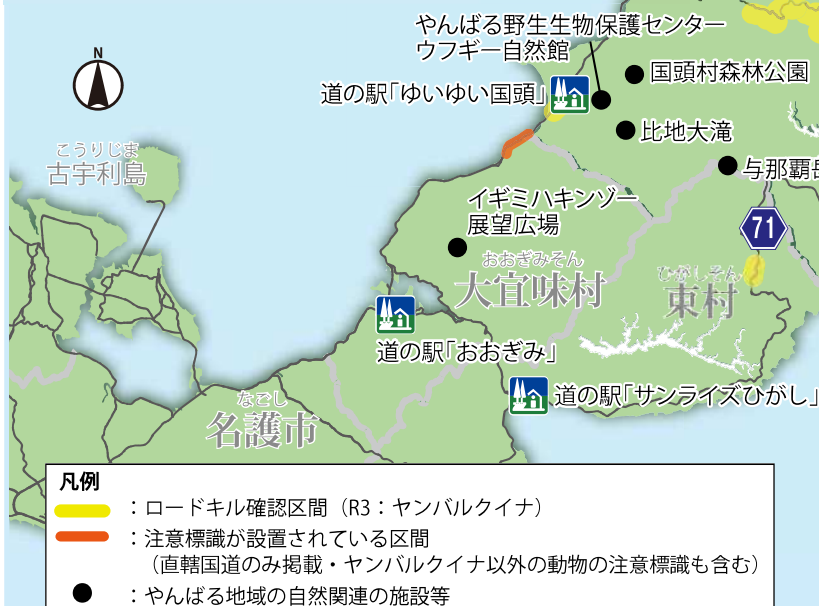 やんばる野生生物保護センター
ウフギー自然館
N
国頭村森林公園
道の駅「ゆいゆい国頭」
比地大滝
こうりじま
古宇利島
与那覇岳
イギミハキンゾー
展望広場
71
おおぎみそん
大宜味村
ひがしそん
東村
道の駅「おおぎみ」
道の駅「サンライズひがし」
なごし
名護市
凡例
：ロードキル確認区間（R3：ヤンバルクイナ）
：注意標識が設置されている区間
（直轄国道のみ掲載・ヤンバルクイナ以外の動物の注意標識も含む）
：やんばる地域の自然関連の施設等